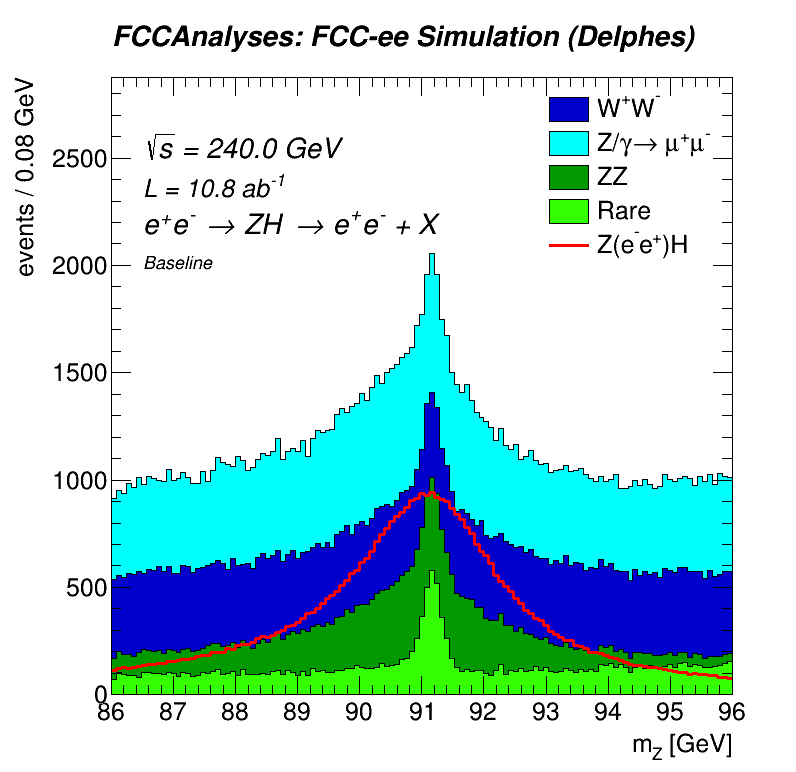 FCCAnalyses: FCC-ee Simulation (Delphes)
events / 0.08 GeV
√s = 240.0 GeV
L = 10.8 ab⁻¹
e⁺e⁻ → ZH → e⁺e⁻ + X
Baseline
W⁺W⁻
Z/γ→ μ⁺μ⁻
ZZ
Rare
Z(e⁻e⁺)H
2500
2000
1500
1000
500
0
86 87 88 89 90 91 92 93 94 95 96
m_Z [GeV]